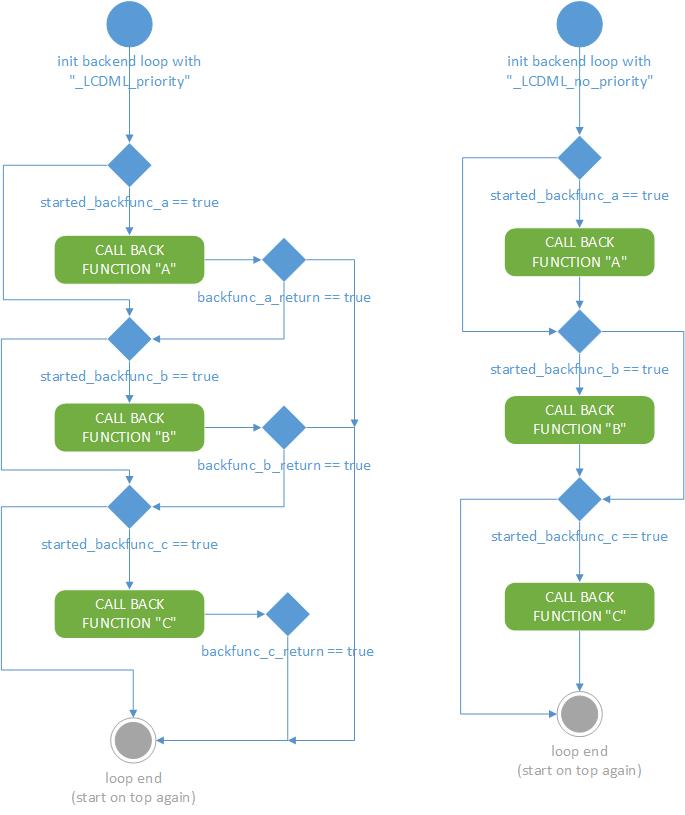 init backend loop with
"_LCDML_priority"
started_backfunc_a == true
CALL BACK
FUNCTION "A"
backfunc_a_return == true
started_backfunc_b == true
CALL BACK
FUNCTION "B"
backfunc_b_return == true
started_backfunc_c == true
CALL BACK
FUNCTION "C"
backfunc_c_return == true
loop end
(start on top again)
init backend loop with
"_LCDML_no_priority"
started_backfunc_a == true
CALL BACK
FUNCTION "A"
started_backfunc_b == true
CALL BACK
FUNCTION "B"
started_backfunc_c == true
CALL BACK
FUNCTION "C"
loop end
(start on top again)